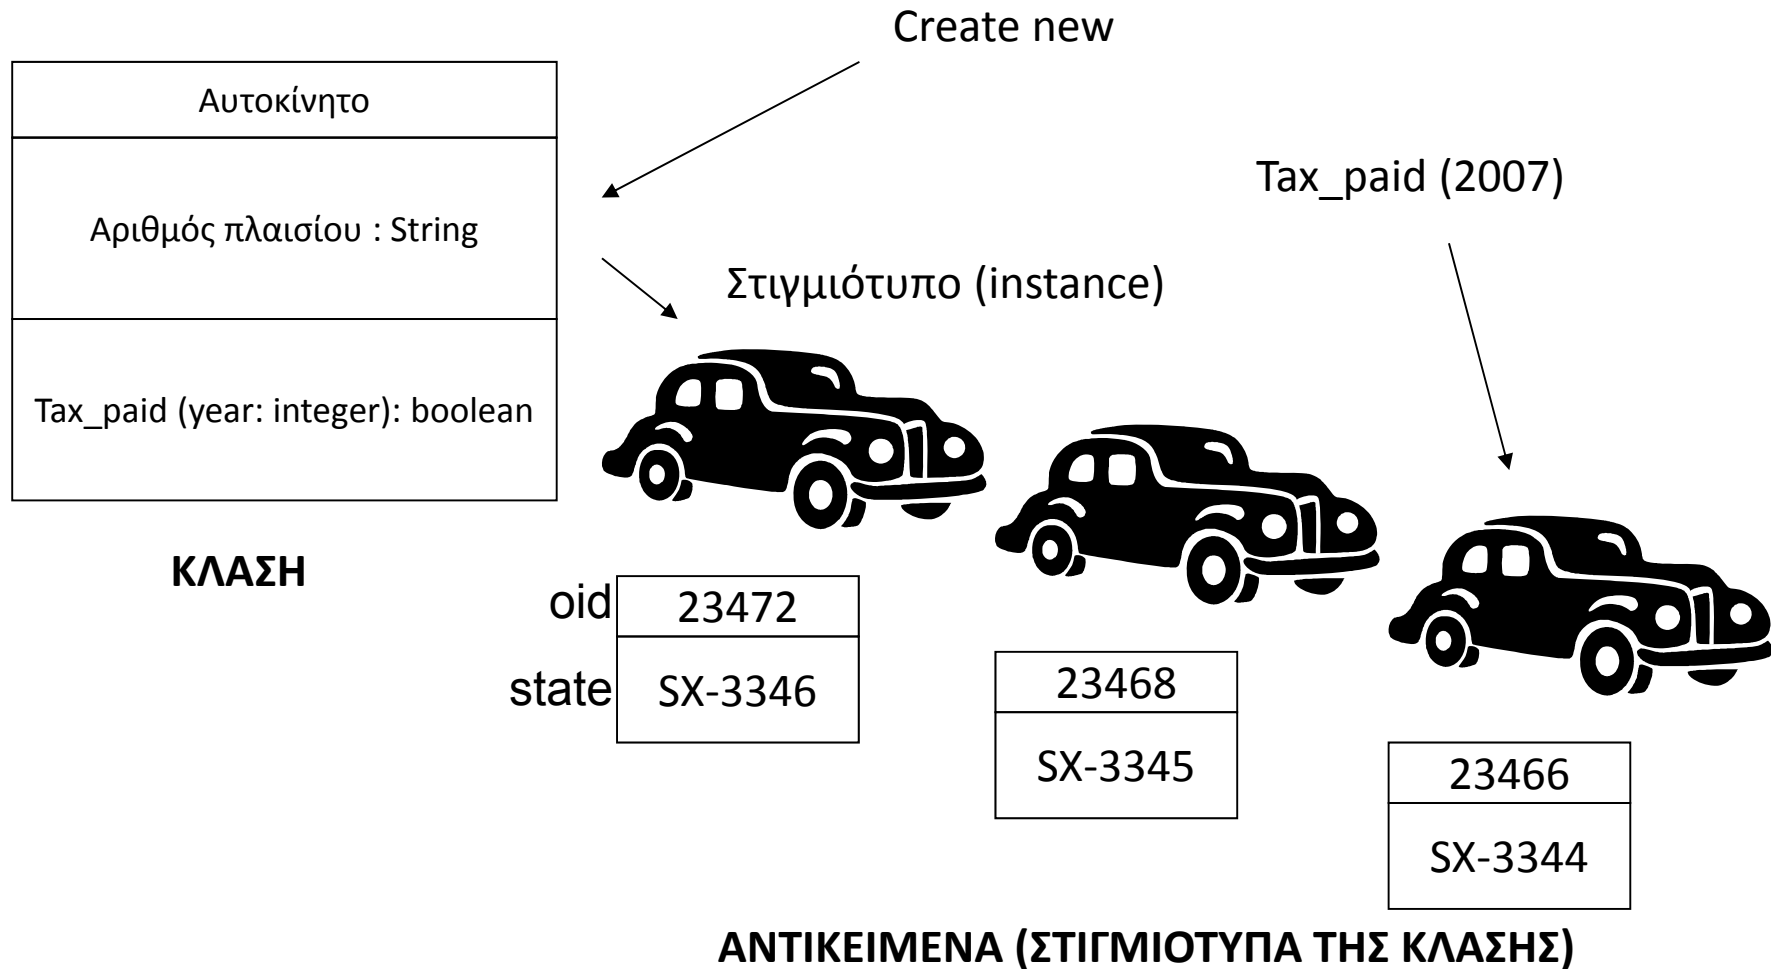 Create new
Αυτοκίνητο
Αριθμός πλαισίου : String
Tax_paid (year: integer): boolean
ΚΛΑΣΗ
Tax_paid (2007)
Στιγμιότυπο (instance)
oid
23472
state
SX-3346
23468
SX-3345
23466
SX-3344
ΑΝΤΙΚΕΙΜΕΝΑ (ΣΤΙΓΜΙΟΤΥΠΑ ΤΗΣ ΚΛΑΣΗΣ)